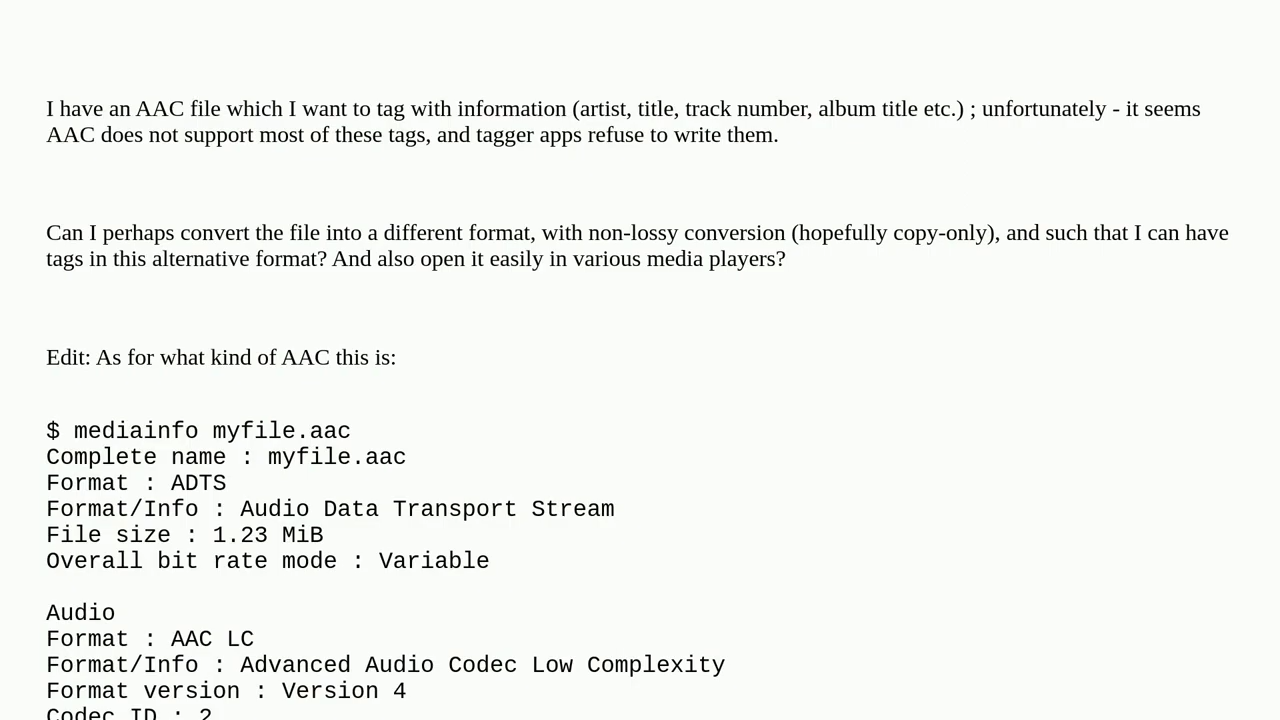 I have an AAC file which I want to tag with information (artist, title, track number, album title etc.) ; unfortunately - it seems
AAC does not support most of these tags, and tagger apps refuse to write them.
Can I perhaps convert the file into a different format, with non-lossy conversion (hopefully copy-only), and such that I can have
tags in this alternative format? And also open it easily in various media players?
Edit: As for what kind of AAC this is:
$ mediainfo myfile.aac
Complete name : myfile.aac
Format : ADTS
Format/Info : Audio Data Transport Stream
File size : 1.23 MiB
Overall bit rate mode : Variable
Audio
Format : AAC LC
Format/Info : Advanced Audio Codec Low Complexity
Format version : Version 4
Codec ID : 2